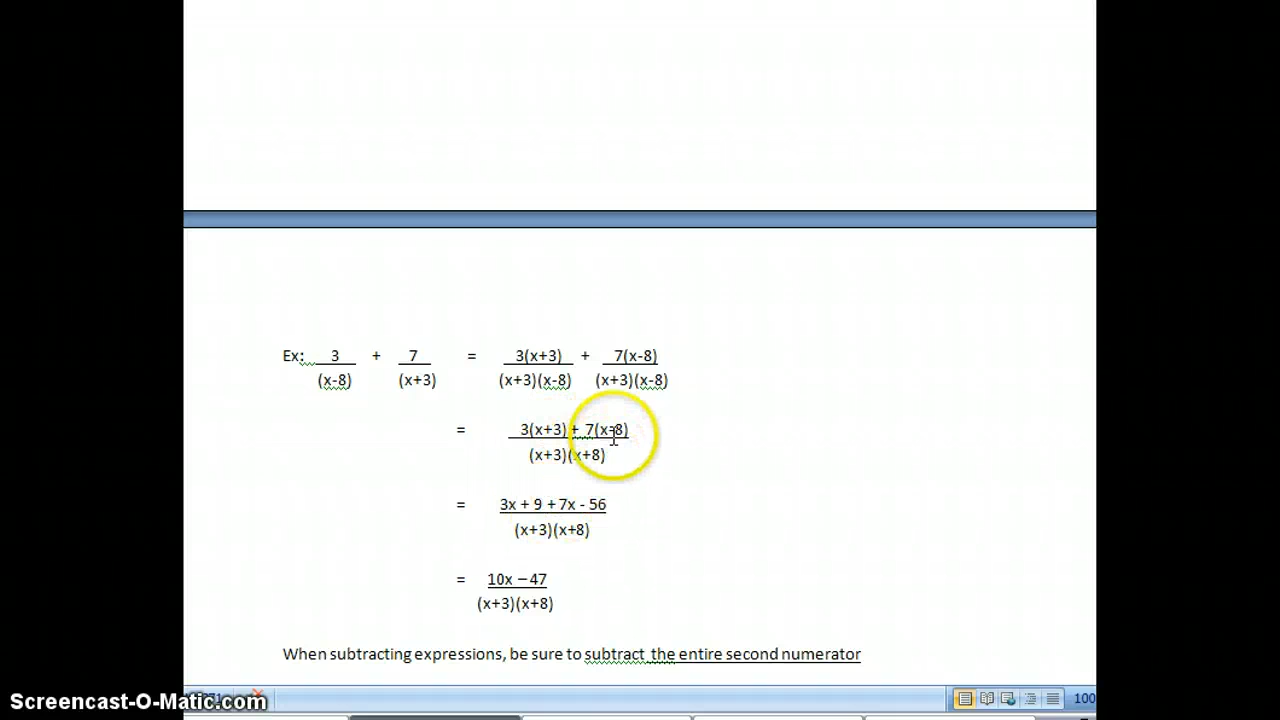 Ex: 3 + 7 = 3(x+3) + 7(x-8)
(x-8) (x+3) (x+3)(x-8) (x+3)(x-8)
= 3(x+3) + 7(x-8)
(x+3)(x+8)
= 3x + 9 + 7x - 56
(x+3)(x+8)
= 10x – 47
(x+3)(x+8)
When subtracting expressions, be sure to subtract the entire second numerator
Screencast-O-Matic.com
100